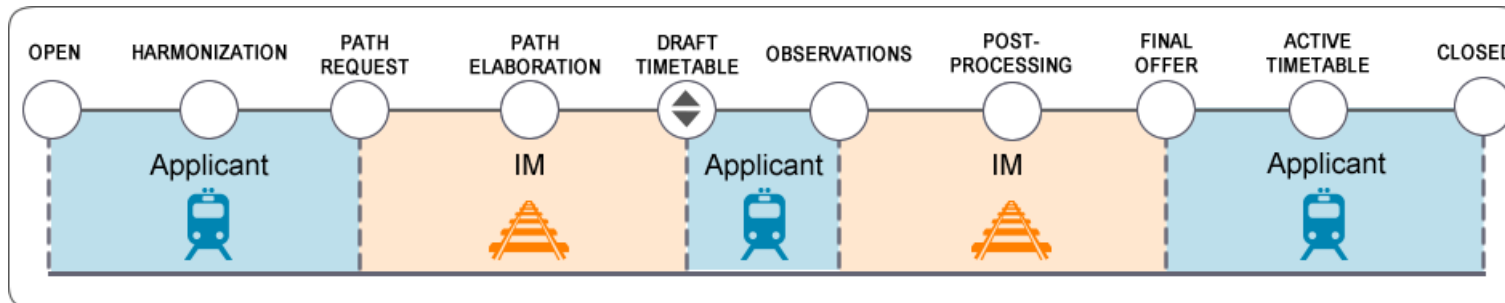 OPEN
HARMONIZATION
PATH
REQUEST
PATH
ELABORATION
DRAFT
TIMETABLE
OBSERVATIONS
POST-
PROCESSING
FINAL
OFFER
ACTIVE
TIMETABLE
CLOSED
Applicant
IM
Applicant
IM
Applicant